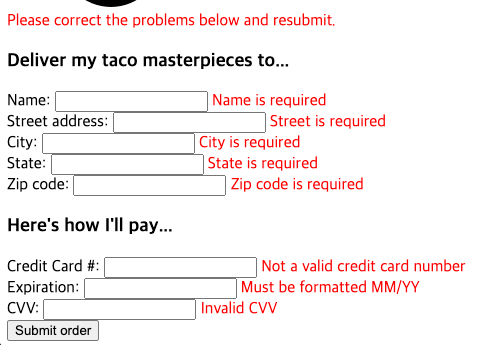 Please correct the problems below and resubmit.
Deliver my taco masterpieces to...
Name: Name is required
Street address: Street is required
City: City is required
State: State is required
Zip code: Zip code is required
Here's how I'll pay...
Credit Card #: Not a valid credit card number
Expiration: Must be formatted MM/YY
CVV: Invalid CVV
Submit order